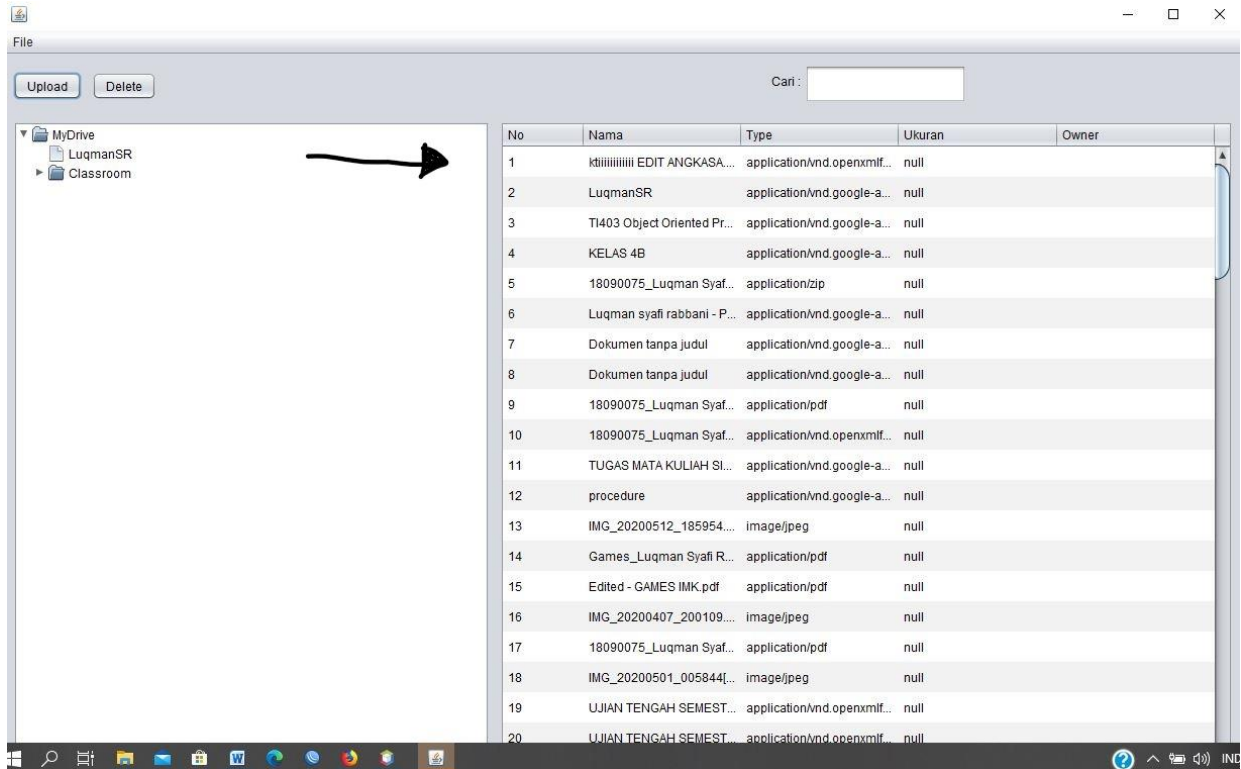 File
Upload Delete Cari :
MyDrive
LuqmanSR
Classroom
No Nama Type Ukuran Owner
1 ktiiiiiiiiiiiii EDIT ANGKASA.... application/vnd.openxmlf... null
2 LuqmanSR application/vnd.google-a... null
3 TI403 Object Oriented Pr... application/vnd.google-a... null
4 KELAS 4B application/vnd.google-a... null
5 18090075_Luqman Syaf... application/zip null
6 Luqman syafi rabbani - P... application/vnd.google-a... null
7 Dokumen tanpa judul application/vnd.google-a... null
8 Dokumen tanpa judul application/vnd.google-a... null
9 18090075_Luqman Syaf... application/pdf null
10 18090075_Luqman Syaf... application/vnd.openxmlf... null
11 TUGAS MATA KULIAH SI... application/vnd.google-a... null
12 procedure application/vnd.google-a... null
13 IMG_20200512_185954.... image/jpeg null
14 Games_Luqman Syafi R... application/pdf null
15 Edited - GAMES IMK.pdf application/pdf null
16 IMG_20200407_200109.... image/jpeg null
17 18090075_Luqman Syaf... application/pdf null
18 IMG_20200501_005844[... image/jpeg null
19 UJIAN TENGAH SEMEST... application/vnd.openxmlf... null
20 UJIAN TENGAH SEMEST... application/vnd.openxmlf... null
IND